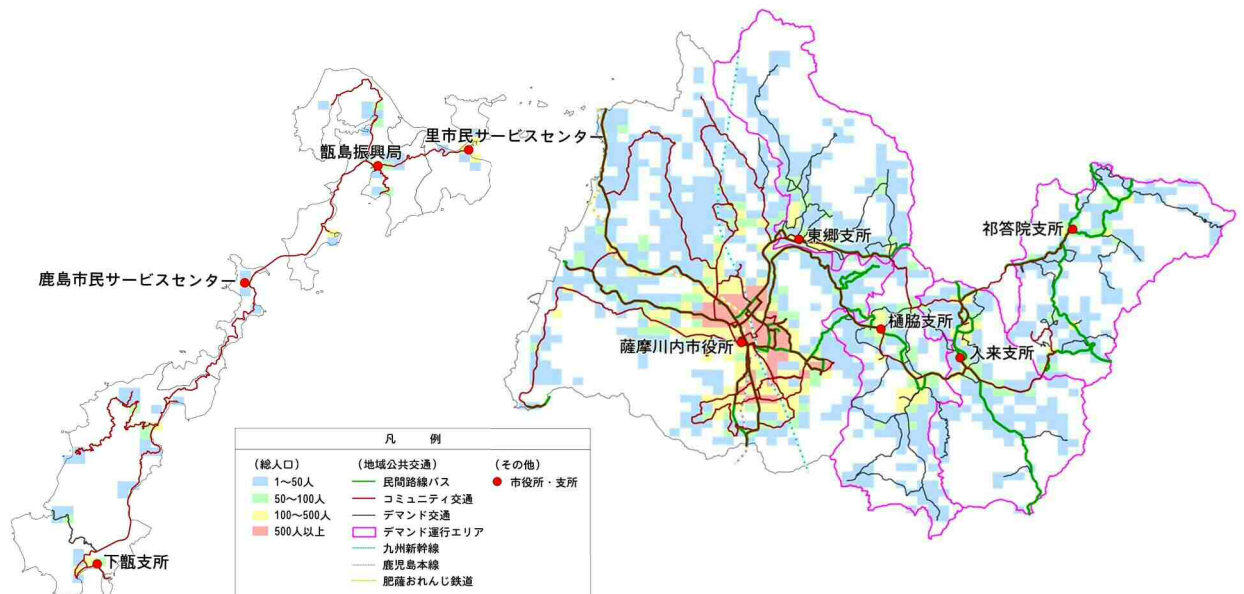 里市民サービスセンター
甑島振興局
鹿島市民サービスセンター
下甑支所
東郷支所
祁答院支所
樋脇支所
入来支所
薩摩川内市役所
凡 例
(総人口)
1~50人
50~100人
100~500人
500人以上
(地域公共交通)
民間路線バス
コミュニティ交通
デマンド交通
デマンド運行エリア
九州新幹線
鹿児島本線
肥薩おれんじ鉄道
(その他)
市役所・支所